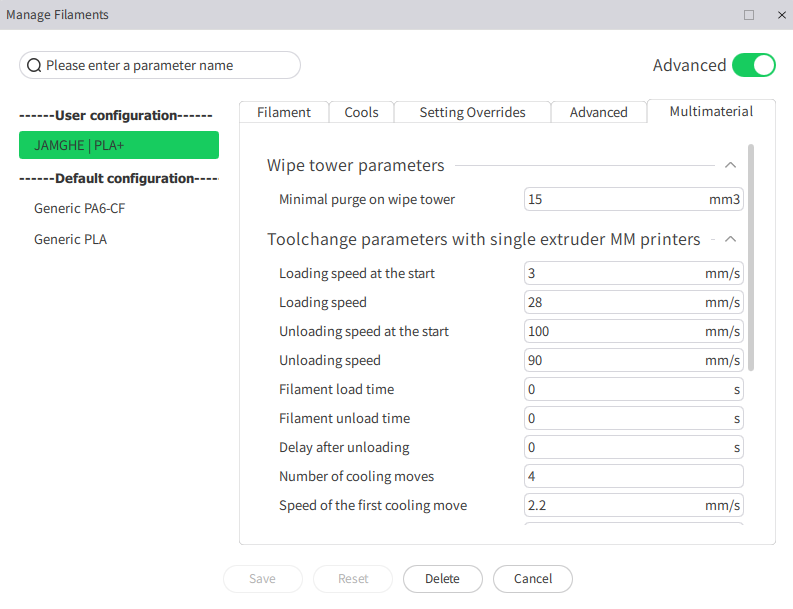 Manage Filaments
Please enter a parameter name
Advanced
------User configuration------
JAMGHE | PLA+
------Default configuration----
Generic PA6-CF
Generic PLA
Filament Cools Setting Overrides Advanced Multimaterial
Wipe tower parameters
Minimal purge on wipe tower 15 mm3
Toolchange parameters with single extruder MM printers
Loading speed at the start 3 mm/s
Loading speed 28 mm/s
Unloading speed at the start 100 mm/s
Unloading speed 90 mm/s
Filament load time 0 s
Filament unload time 0 s
Delay after unloading 0 s
Number of cooling moves 4
Speed of the first cooling move 2.2 mm/s
Save Reset Delete Cancel